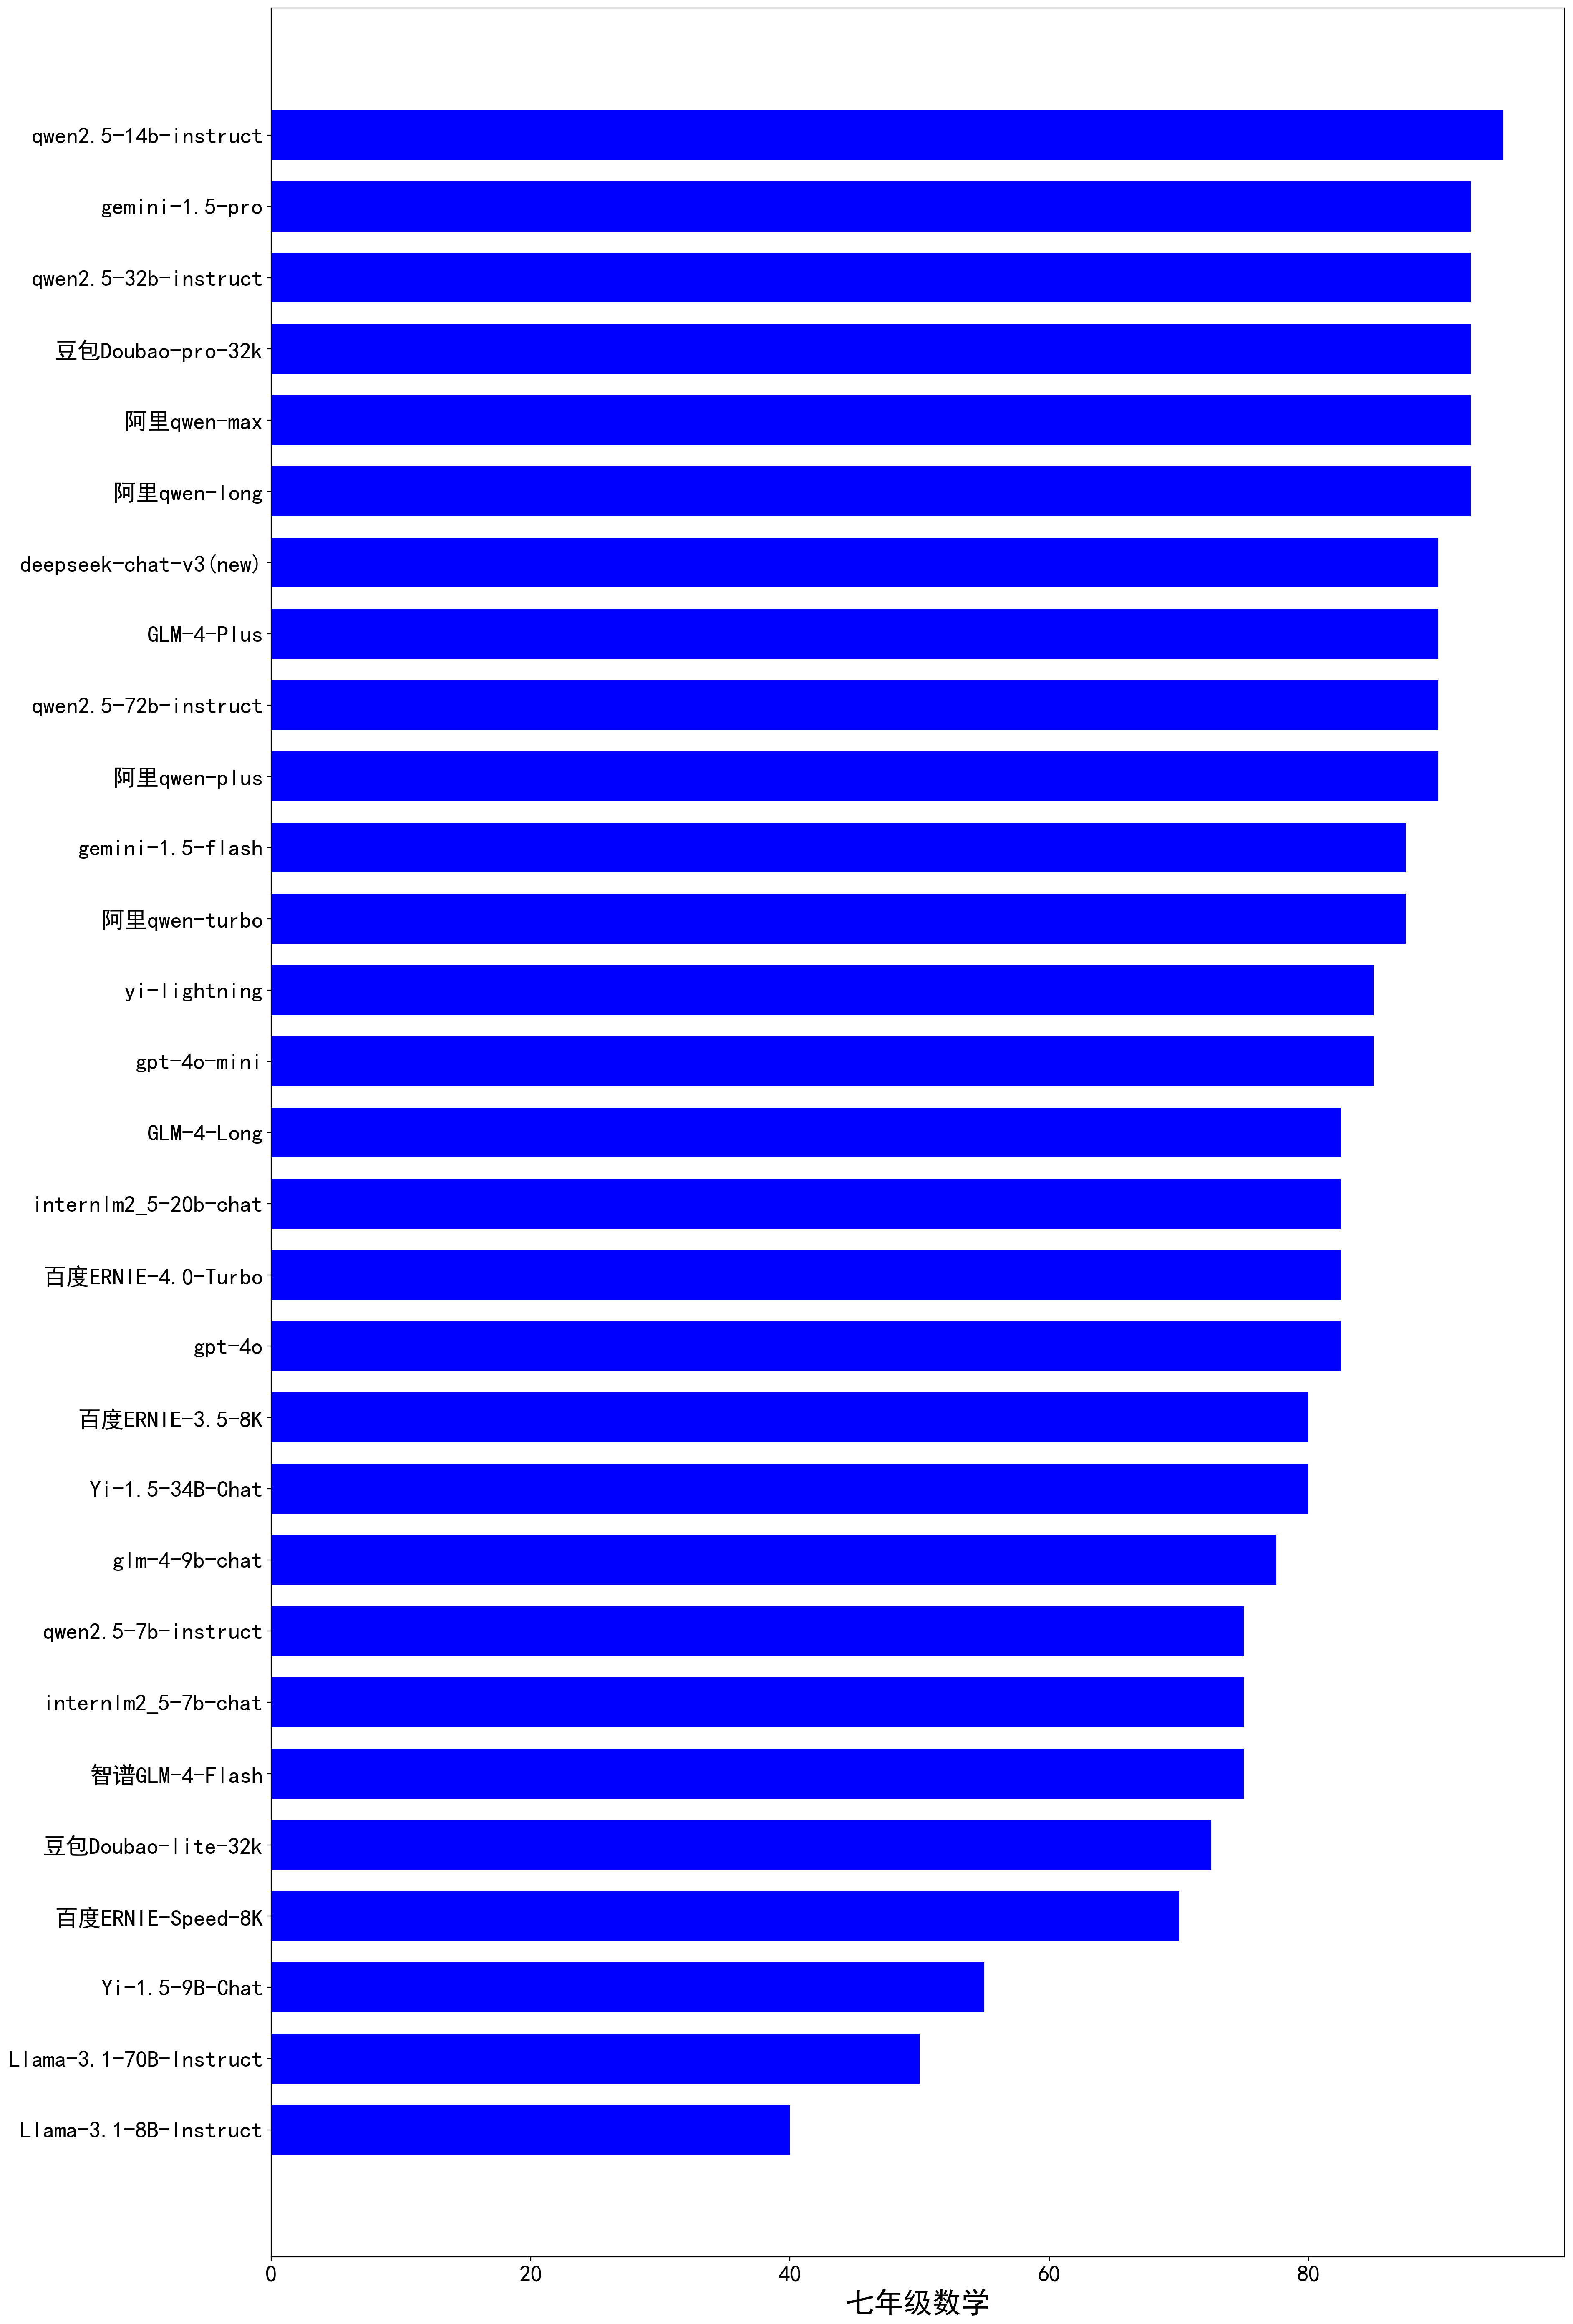 qwen2.5-14b-instruct
gemini-1.5-pro
qwen2.5-32b-instruct
豆包Doubao-pro-32k
阿里qwen-max
阿里qwen-long
deepseek-chat-v3(new)
GLM-4-Plus
qwen2.5-72b-instruct
阿里qwen-plus
gemini-1.5-flash
阿里qwen-turbo
yi-lightning
gpt-4o-mini
GLM-4-Long
internlm2_5-20b-chat
百度ERNIE-4.0-Turbo
gpt-4o
百度ERNIE-3.5-8K
Yi-1.5-34B-Chat
glm-4-9b-chat
qwen2.5-7b-instruct
internlm2_5-7b-chat
智谱GLM-4-Flash
豆包Doubao-lite-32k
百度ERNIE-Speed-8K
Yi-1.5-9B-Chat
Llama-3.1-70B-Instruct
Llama-3.1-8B-Instruct
0 20 40 60 80
七年级数学